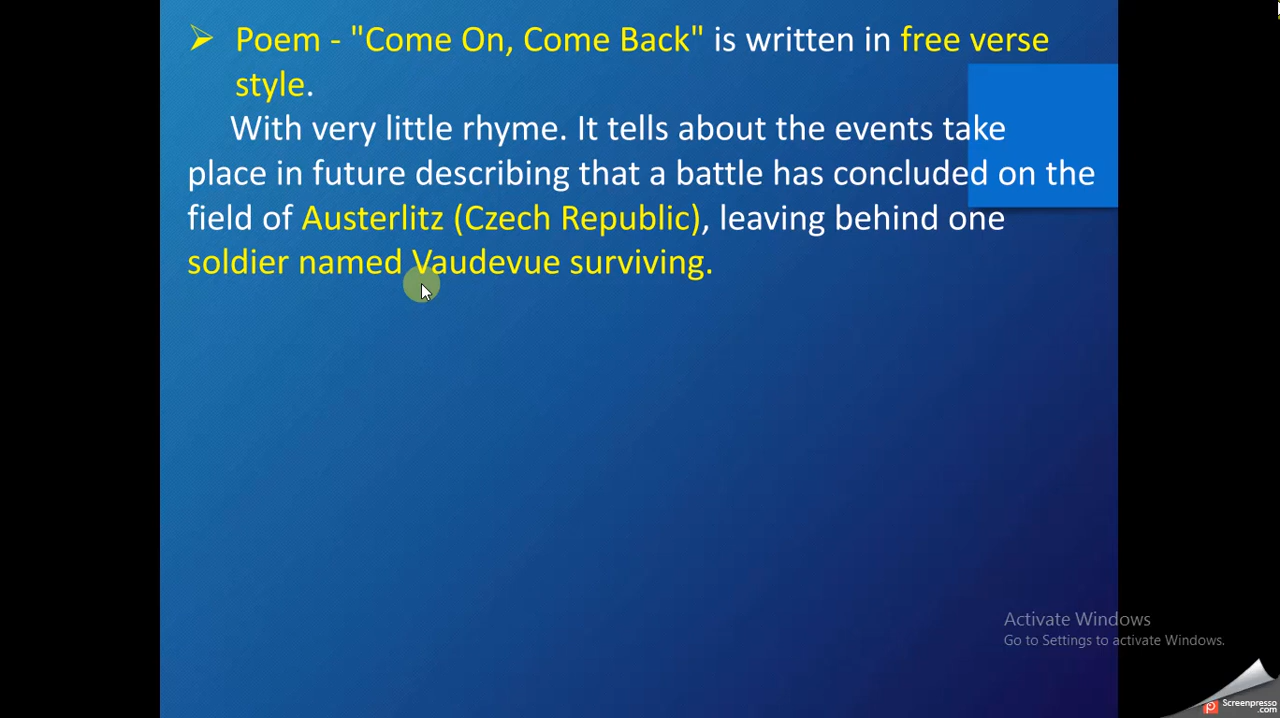 ➢ Poem - "Come On, Come Back" is written in free verse
style.
With very little rhyme. It tells about the events take
place in future describing that a battle has concluded on the
field of Austerlitz (Czech Republic), leaving behind one
soldier named Vaudevue surviving.
Activate Windows
Go to Settings to activate Windows.
Screenpresso
.com